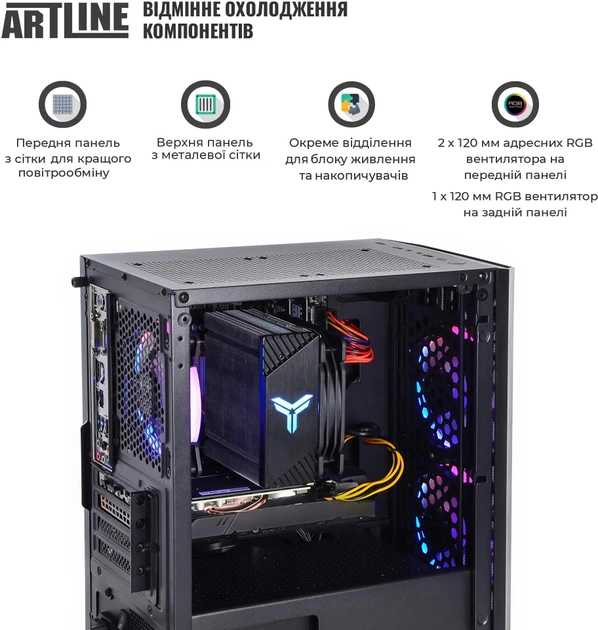 ARTLINE
ВІДМІННЕ ОХОЛОДЖЕННЯ
КОМПОНЕНТІВ
RGB
Передня панель
з сітки для кращого
повітрообміну
Верхня панель
з металевої сітки
Окреме відділення
для блоку живлення
та накопичувачів
2 x 120 мм адресних RGB
вентилятора на
передній панелі
1 x 120 мм RGB вентилятор
на задній панелі